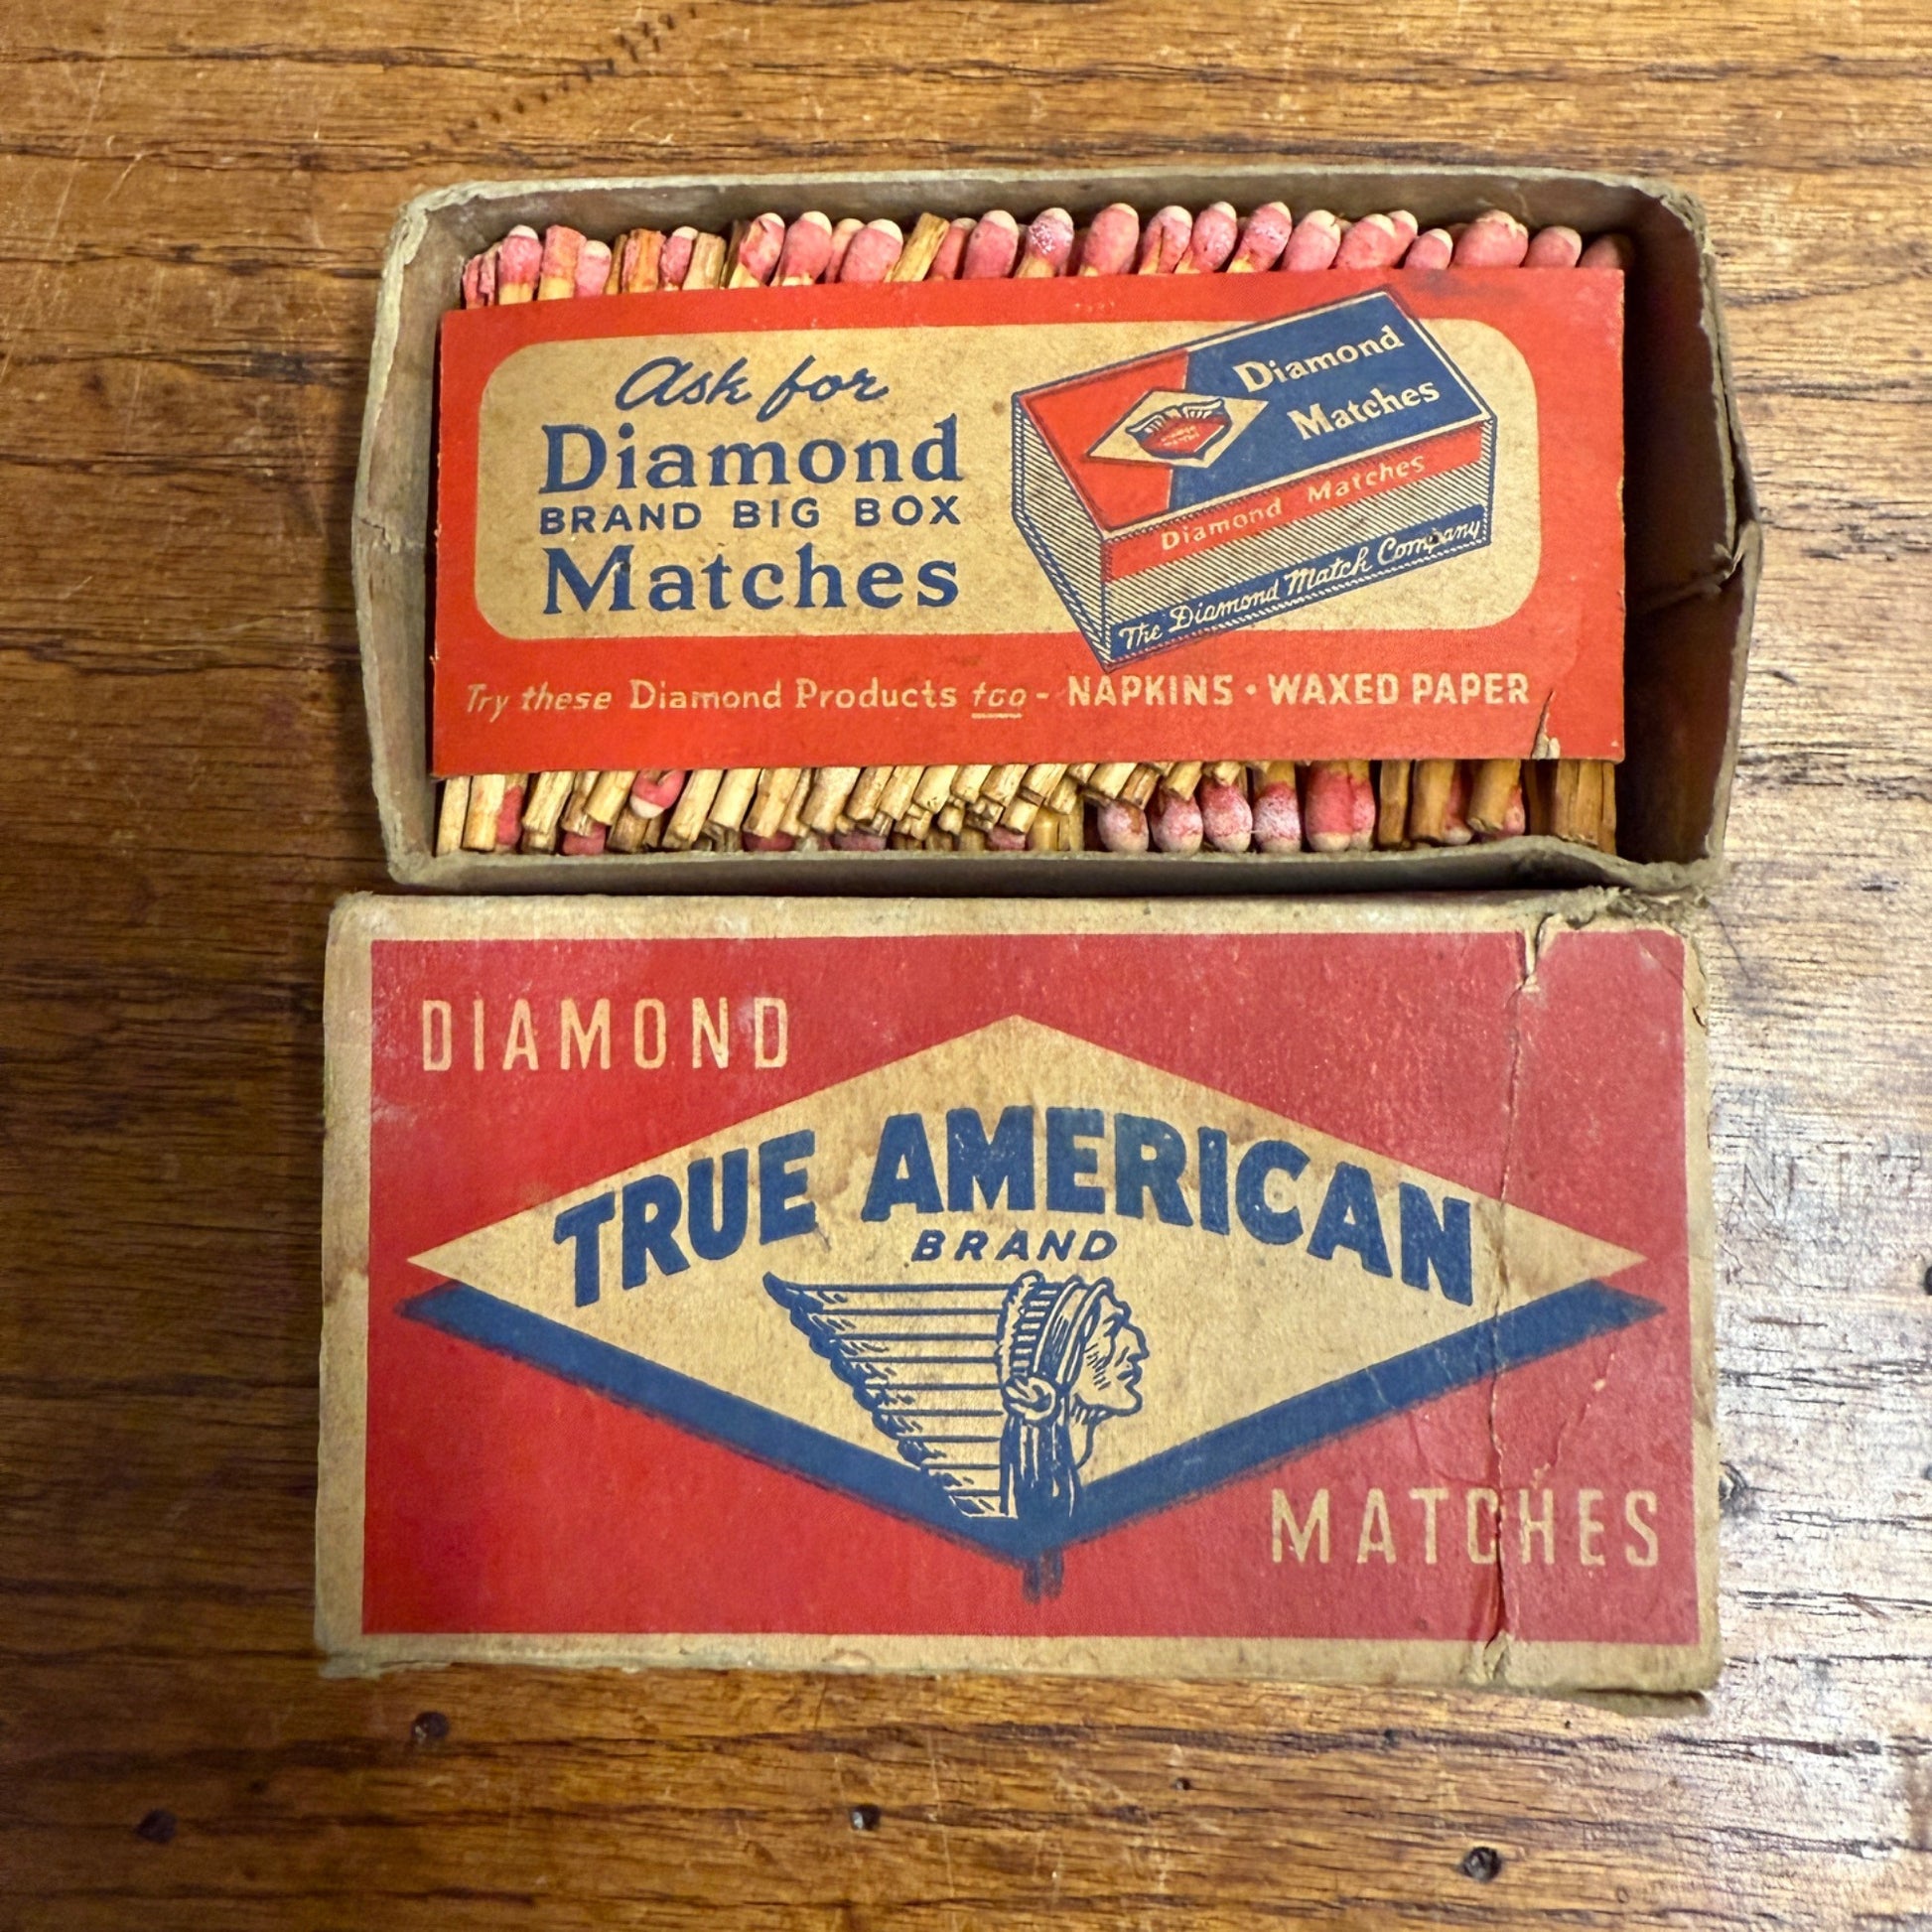 Ask for
Diamond
BRAND BIG BOX
Matches
Diamond
Matches
Diamond Matches
The Diamond Match Company
Try these Diamond Products too - NAPKINS • WAXED PAPER
DIAMOND
TRUE AMERICAN
BRAND
MATCHES